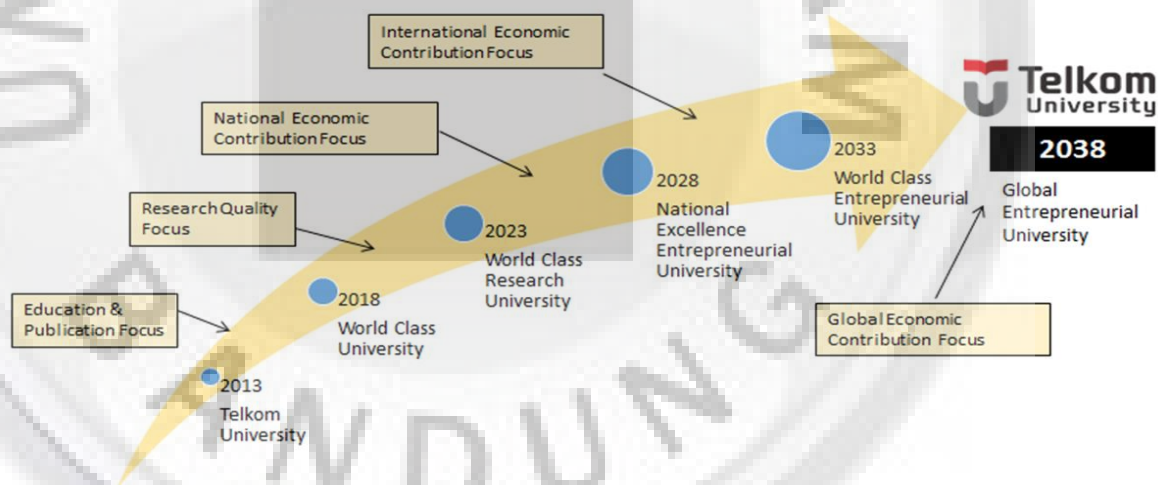 International Economic
Contribution Focus
National Economic
Contribution Focus
Research Quality
Focus
Education &
Publication Focus
2013
Telkom
University
2018
World Class
University
2023
World Class
Research
University
2028
National
Excellence
Entrepreneurial
University
2033
World Class
Entrepreneurial
University
Telkom
University
2038
Global
Entrepreneurial
University
Global Economic
Contribution Focus